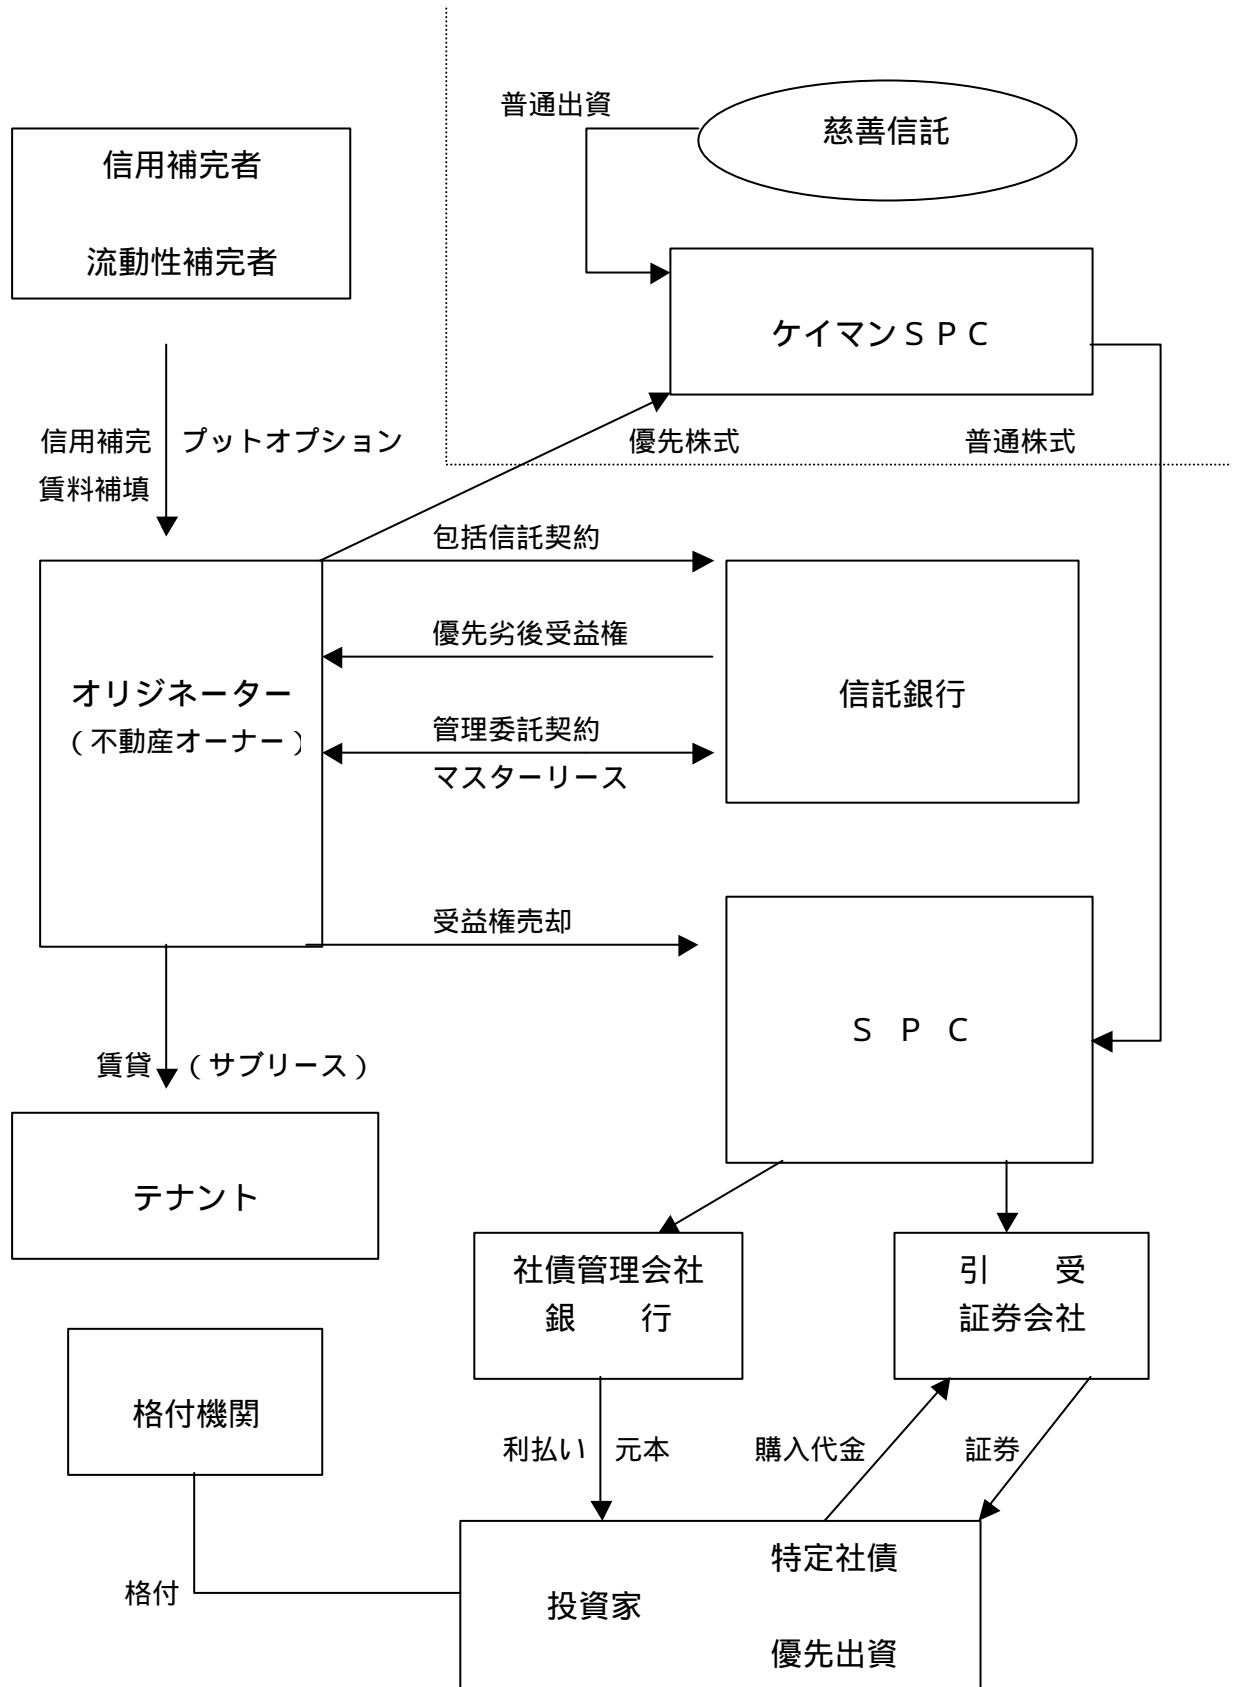 普通出資
慈善信託
信用補完者
流動性補完者
ケイマンＳＰＣ
信用補完 プットオプション
賃料補填
優先株式
普通株式
包括信託契約
優先劣後受益権
オリジネーター
（不動産オーナー）
信託銀行
管理委託契約
マスターリース
受益権売却
Ｓ Ｐ Ｃ
賃貸 （サブリース）
テナント
社債管理会社
銀　　行
引　　受
証券会社
格付機関
利払い 元本
購入代金
証券
格付
投資家
特定社債
優先出資